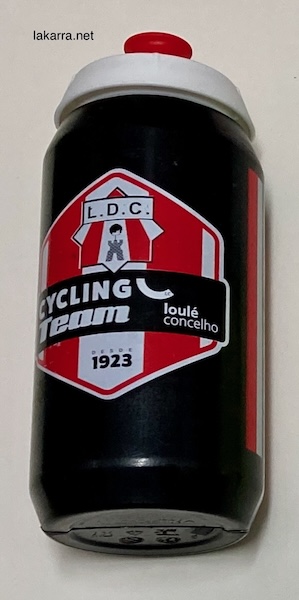 lakarra.net
L.D.C.
CYCLING
Team
loulé
concelho
DESDE
1923